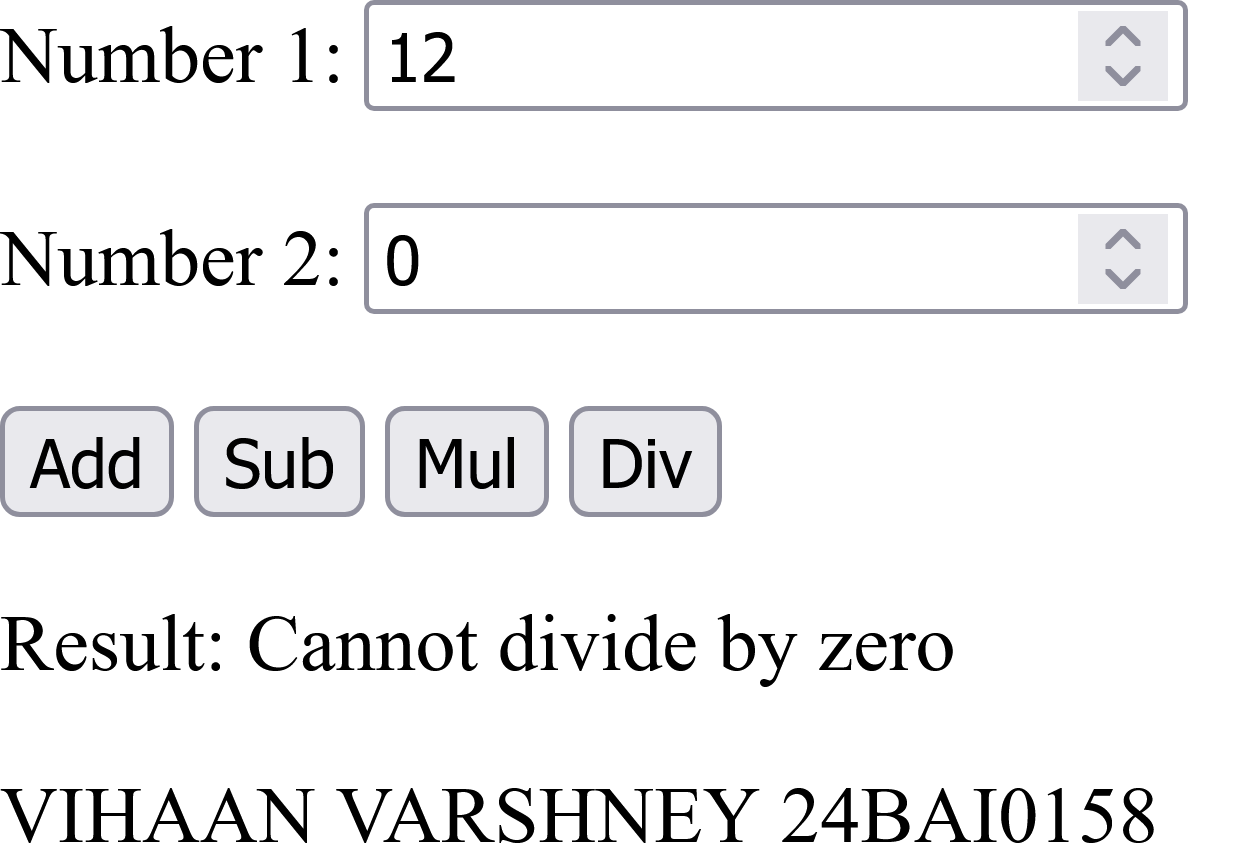 Number 1: 12
Number 2: 0
Add Sub Mul Div
Result: Cannot divide by zero
VIHAAN VARSHNEY 24BAI0158